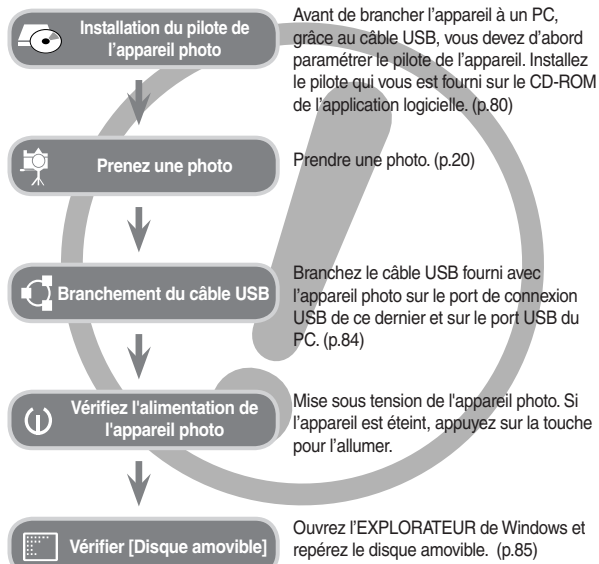 Installation du pilote de
l’appareil photo
Avant de brancher l’appareil à un PC,
grâce au câble USB, vous devez d’abord
paramétrer le pilote de l’appareil. Installez
le pilote qui vous est fourni sur le CD-ROM
de l’application logicielle. (p.80)
Prenez une photo
Prendre une photo. (p.20)
Branchement du câble USB
Branchez le câble USB fourni avec
l’appareil photo sur le port de connexion
USB de ce dernier et sur le port USB du
PC. (p.84)
Vérifiez l'alimentation de
l'appareil photo
Mise sous tension de l'appareil photo. Si
l’appareil est éteint, appuyez sur la touche
pour l’allumer.
Vérifier [Disque amovible]
Ouvrez l’EXPLORATEUR de Windows et
repérez le disque amovible. (p.85)